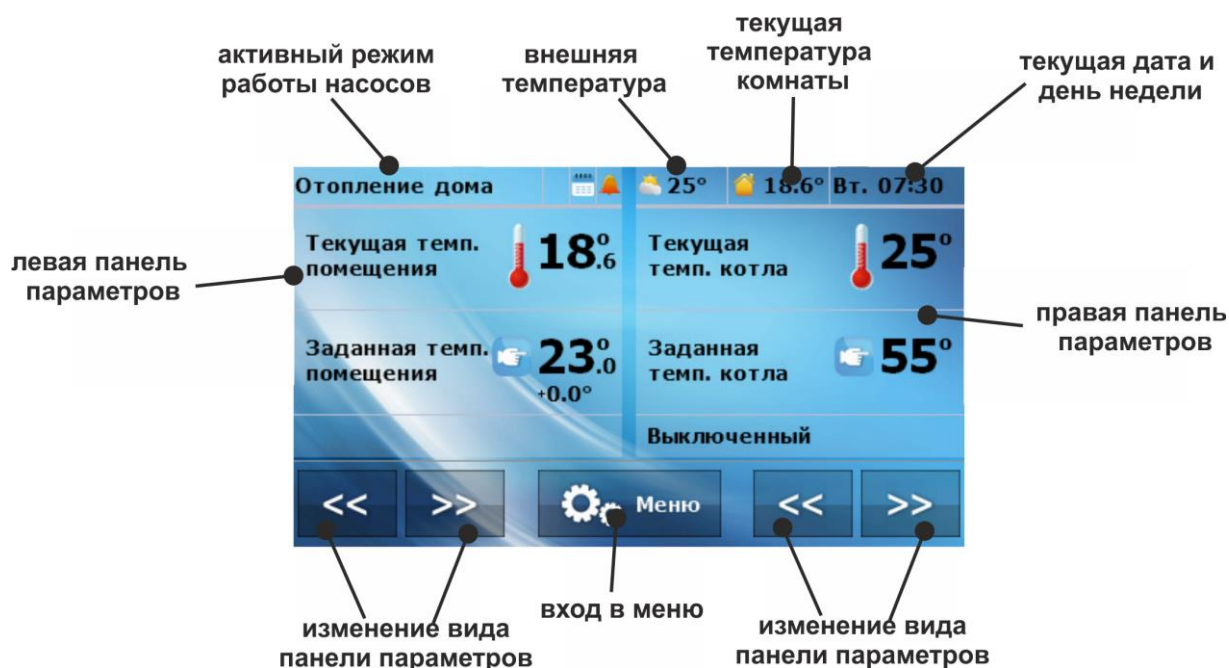 текущая
температура
комнаты
активный режим
работы насосов
внешняя
температура
текущая дата и
день недели
Отопление дома
25°
18.6°
Вт. 07:30
левая панель
параметров
Текущая темп.
помещения
18°.6
Текущая
темп. котла
25°
правая панель
параметров
Заданная темп.
помещения
23°.0
+0.0°
Заданная
темп. котла
55°
Выключенный
<<
>>
Меню
<<
>>
изменение вида
панели параметров
вход в меню
изменение вида
панели параметров